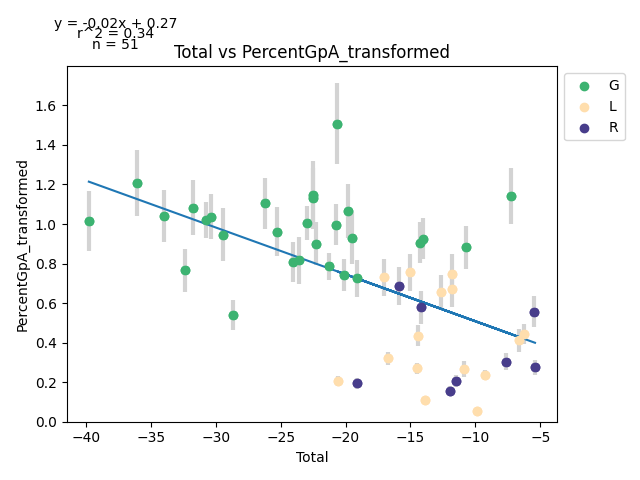 y = -0.02x + 0.27
r^2 = 0.34
n = 51
Total vs PercentGpA_transformed
PercentGpA_transformed
1.6
1.4
1.2
1.0
0.8
0.6
0.4
0.2
0.0
−40 −35 −30 −25 −20 −15 −10 −5
Total
G
L
R